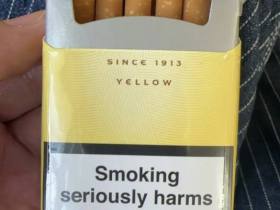 SINCE 1913
YELLOW
Smoking
seriously harms